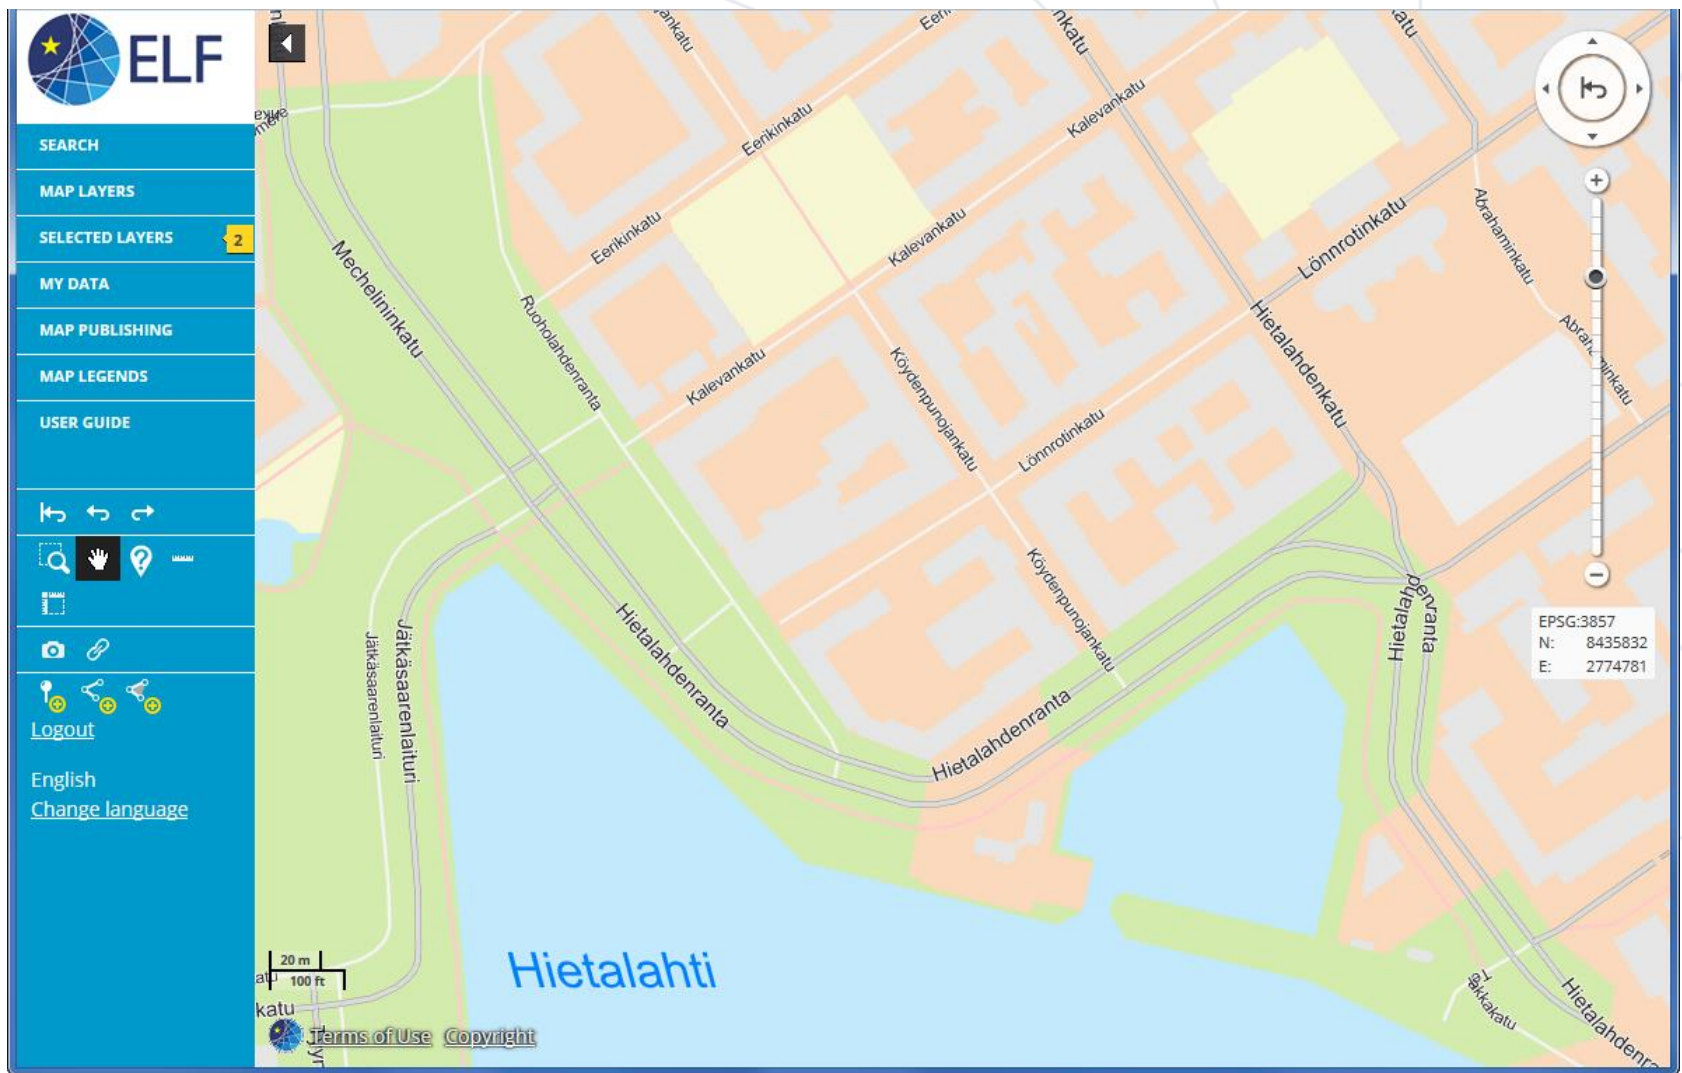 ELF
SEARCH
MAP LAYERS
SELECTED LAYERS
2
MY DATA
MAP PUBLISHING
MAP LEGENDS
USER GUIDE
Logout
English
Change language
Eerikinkatu
Kalevankatu
Eerikinkatu
Kalevankatu
Lönnrotinkatu
Abrahaminkatu
Mechelininkatu
Ruoholahdenranta
Kalevankatu
Köydenpunojankatu
Lönnrotinkatu
Hietalahdenkatu
Köydenpunojankatu
Hietalahdenranta
Jätkäsaarenlaituri
Jätkäsaarenlaituri
Hietalahdenranta
Hietalahdenranta
EPSG:3857
N: 8435832
E: 2774781
Hietalahti
20 m
100 ft
katu
Terms of Use Copyright